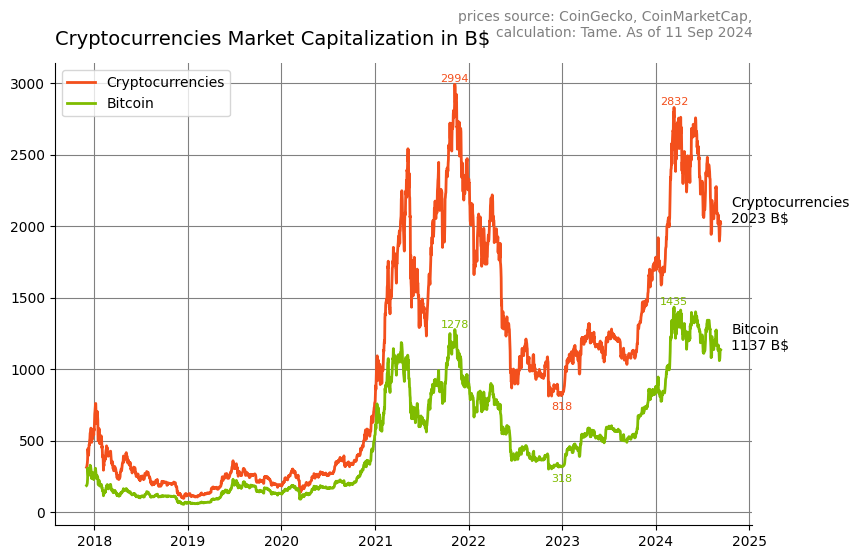 prices source: CoinGecko, CoinMarketCap,
calculation: Tame. As of 11 Sep 2024
Cryptocurrencies Market Capitalization in B$
Cryptocurrencies
Bitcoin
3000
2500
2000
1500
1000
500
0
2994
2832
1278
1435
818
318
Cryptocurrencies
2023 B$
Bitcoin
1137 B$
2018 2019 2020 2021 2022 2023 2024 2025